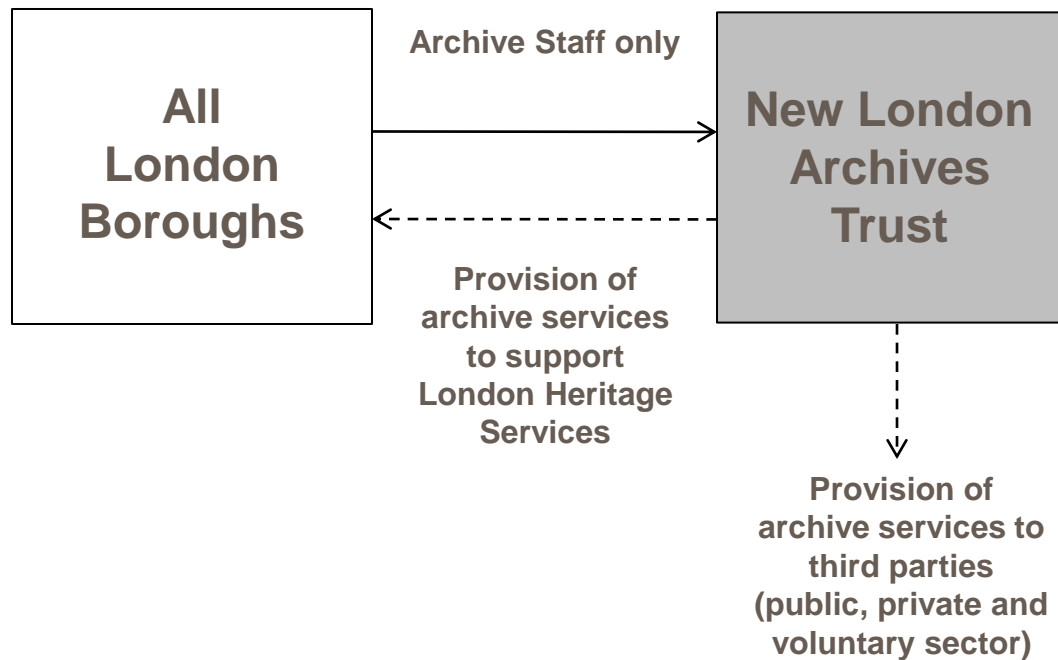 All
London
Boroughs
Archive Staff only
New London
Archives
Trust
Provision of
archive services
to support
London Heritage
Services
Provision of
archive services to
third parties
(public, private and
voluntary sector)